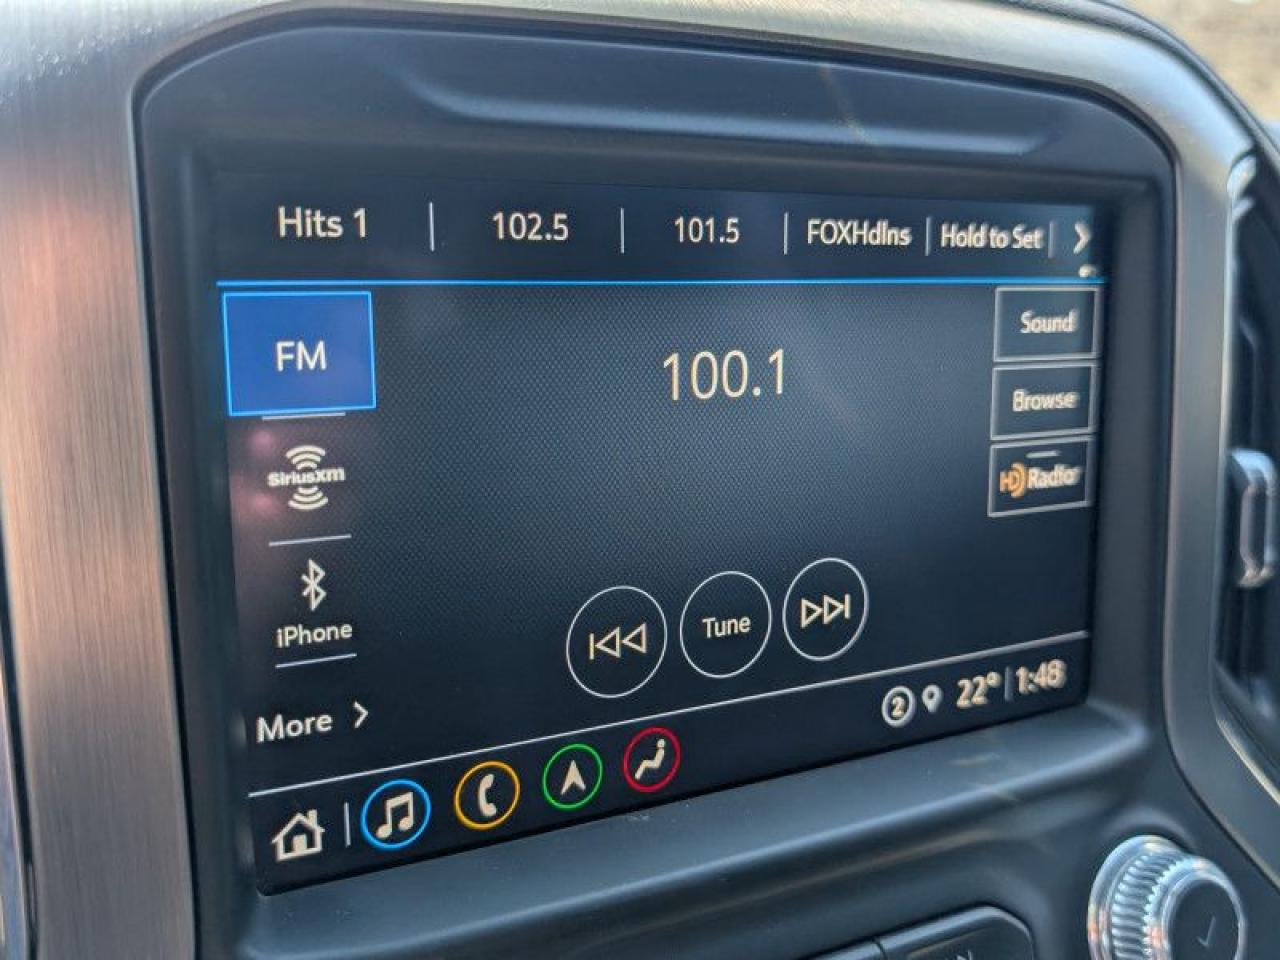 Hits 1 | 102.5 | 101.5 | FOXHdlns | Hold to Set |
FM
100.1
Sound
Browse
HD Radio
SiriusXm
iPhone
Tune
More
2 22° | 1:48